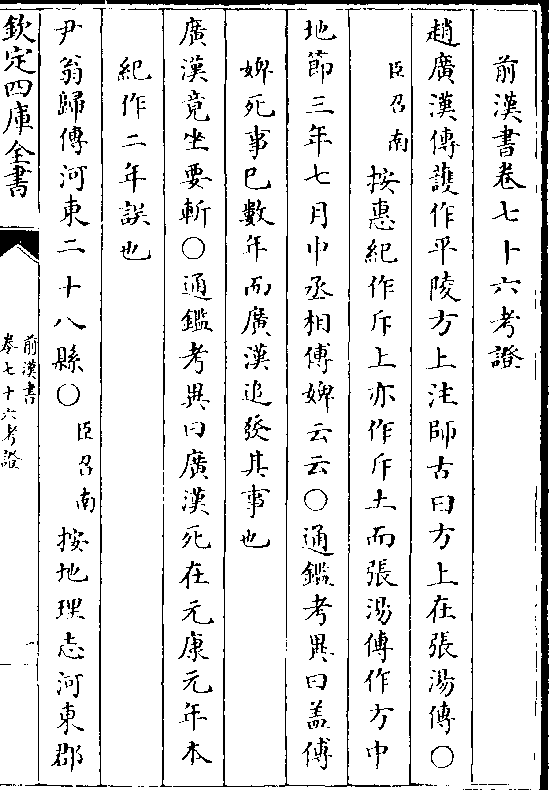 前漢書卷七十六考證
趙廣漢傳護作平陵方上注師古曰方上在張湯傳○
臣召南按惠紀作斥上亦作斥土而張湯傳作方中
地節三年七月中丞相傅婢云云○通鑑考異曰盖傅
婢死事已數年而廣漢追發其事也
廣漢竟坐要斬○通鑑考異曰廣漢死在元康元年本
紀作二年誤也
尹翁歸傳河東二十八縣○臣召南按地理志河東郡
欽定四庫全書
前漢書
卷七十六考證
一